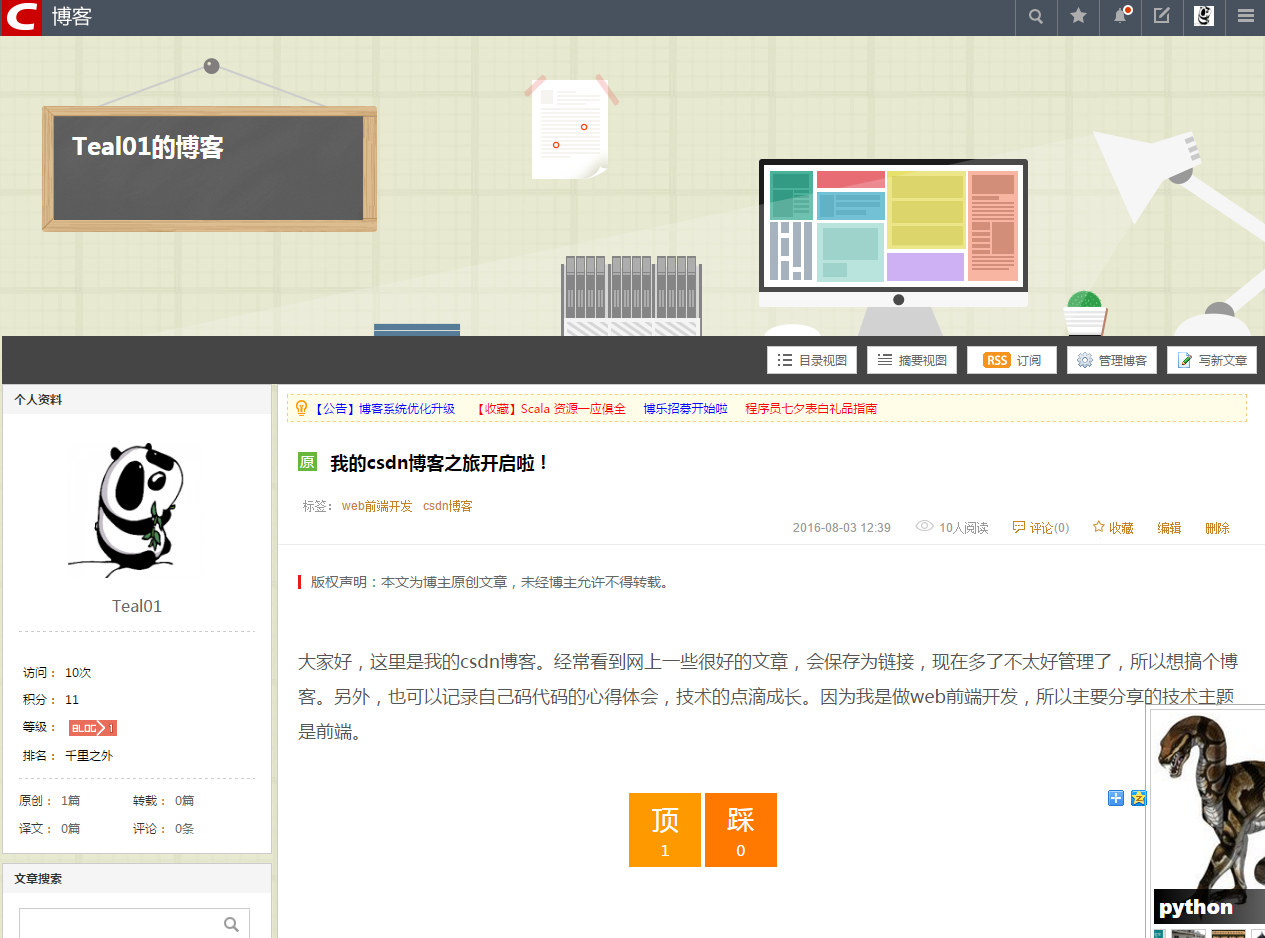 博客
Teal01的博客
目录视图 摘要视图 RSS 订阅 管理博客 写新文章
个人资料
Teal01
访问： 10次
积分： 11
等级： BLOG 1
排名： 千里之外
原创： 1篇 转载： 0篇
译文： 0篇 评论： 0条
文章搜索
【公告】博客系统优化升级 【收藏】Scala 资源一应俱全 博乐招募开始啦 程序员七夕表白礼品指南
原 我的csdn博客之旅开启啦！
标签： web前端开发 csdn博客
2016-08-03 12:39 10人阅读 评论(0) 收藏 编辑 删除
版权声明：本文为博主原创文章，未经博主允许不得转载。
大家好，这里是我的csdn博客。经常看到网上一些很好的文章，会保存为链接，现在多了不太好管理了，所以想搞个博
客。另外，也可以记录自己码代码的心得体会，技术的点滴成长。因为我是做web前端开发，所以主要分享的技术主题
是前端。
顶 踩
1 0
python